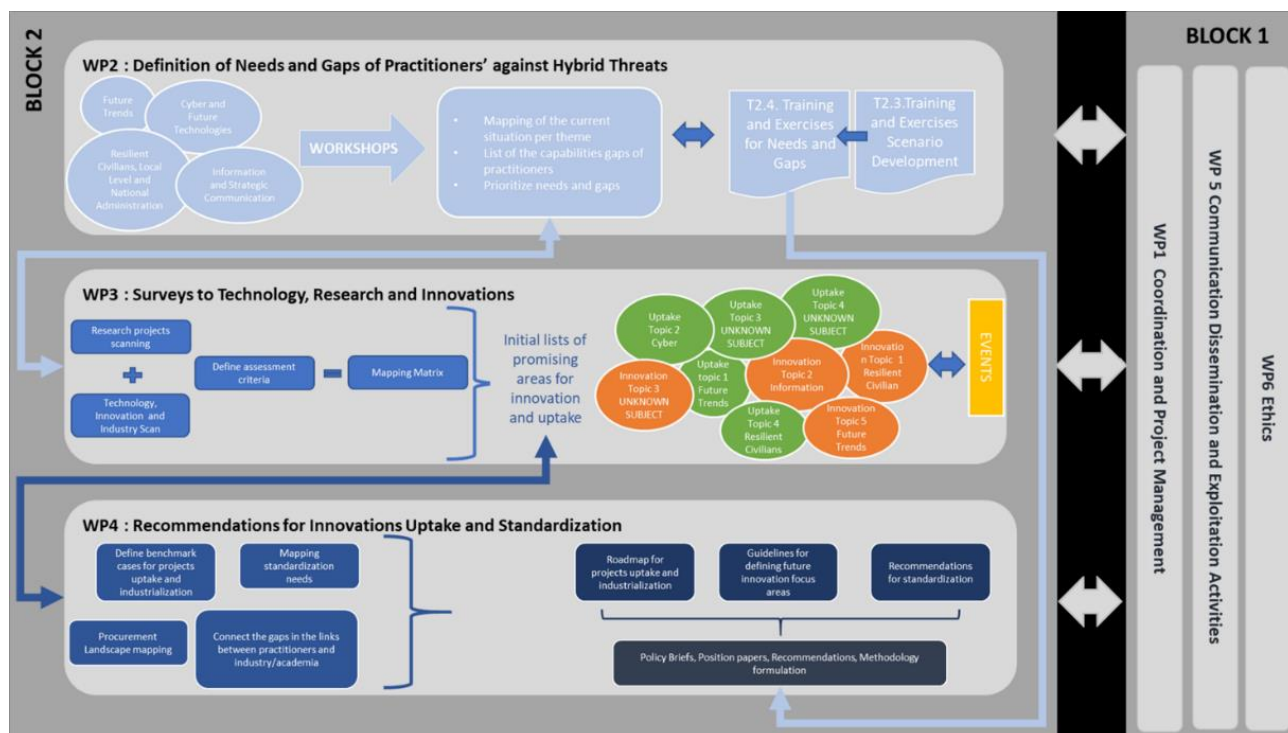 BLOCK 2
WP2 : Definition of Needs and Gaps of Practitioners' against Hybrid Threats
Future
Trends
Cyber and
Future
Technologies
Resilient
Civilians, Local
Level and
National
Administration
Information
and Strategic
Communication
WORKSHOPS
• Mapping of the current
situation per theme
• List of the capabilities gaps of
practitioners
• Prioritize needs and gaps
T2.4. Training
and Exercises
for Needs and
Gaps
T2.3.Training
and Exercises
Scenario
Development
WP3 : Surveys to Technology, Research and Innovations
Research projects
scanning
Technology,
Innovation and
Industry Scan
Define assessment
criteria
Mapping Matrix
Initial lists of
promising
areas for
innovation
and uptake
Uptake
Topic 2
Cyber
Uptake
Topic 3
UNKNOWN
SUBJECT
Uptake
Topic 4
UNKNOWN
SUBJECT
Innovation
Topic 3
UNKNOWN
SUBJECT
Uptake
topic 1
Future
Trends
Innovation
Topic 2
Information
Innovatio
n Topic 1
Resilient
Civilian
Uptake
Topic 4
Resilient
Civilians
Innovation
Topic 5
Future
Trends
EVENTS
WP4 : Recommendations for Innovations Uptake and Standardization
Define benchmark
cases for projects
uptake and
industrialization
Mapping
standardization
needs
Procurement
Landscape mapping
Connect the gaps in the links
between practitioners and
industry/academia
Roadmap for
projects uptake and
industrialization
Guidelines for
defining future
innovation focus
areas
Recommendations
for standardization
Policy Briefs, Position papers, Recommendations, Methodology
formulation
BLOCK 1
WP1 Coordination and Project Management
WP 5 Communication Dissemination and Exploitation Activities
WP6 Ethics